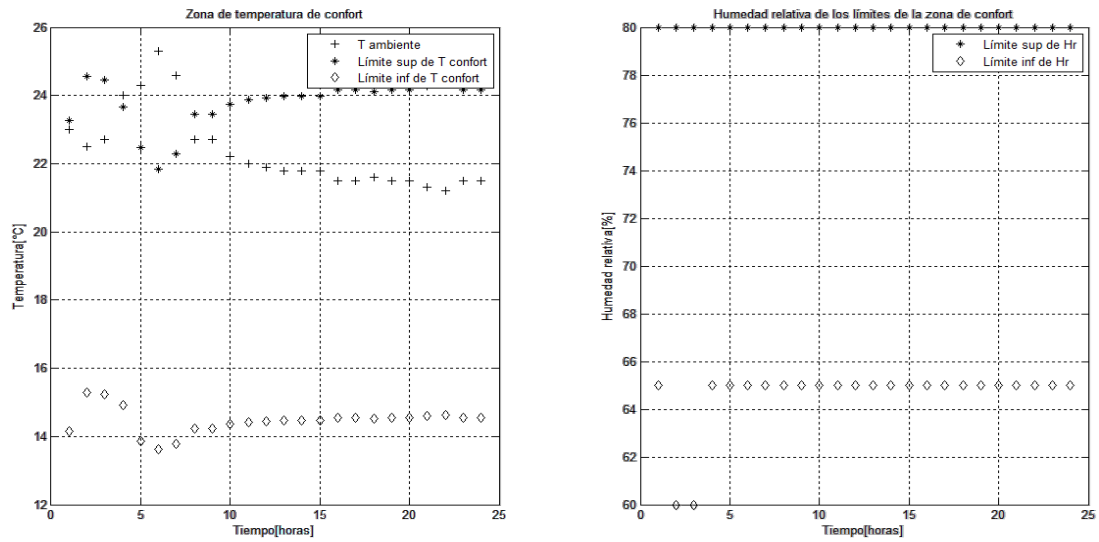 Zona de temperatura de confort
26
24
22
20
18
16
14
12
0
5
10
15
20
25
Temperatura[°C]
Tiempo[horas]
T ambiente
Límite sup de T confort
Límite inf de T confort
Humedad relativa de los límites de la zona de confort
80
78
76
74
72
70
68
66
64
62
60
0
5
10
15
20
25
Humedad relativa[%]
Tiempo[horas]
Límite sup de Hr
Límite inf de Hr